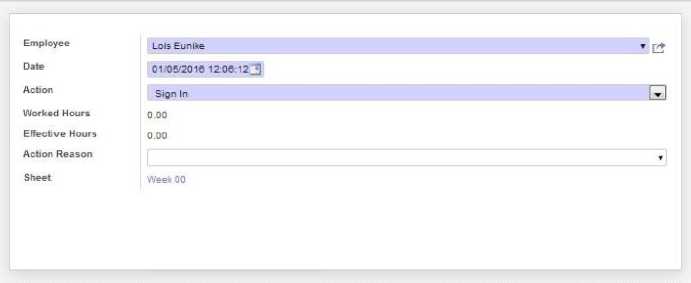 Employee Lois Eunike
Date 01/05/2016 12:06:12
Action Sign In
Worked Hours 0.00
Effective Hours 0.00
Action Reason
Sheet Week 00